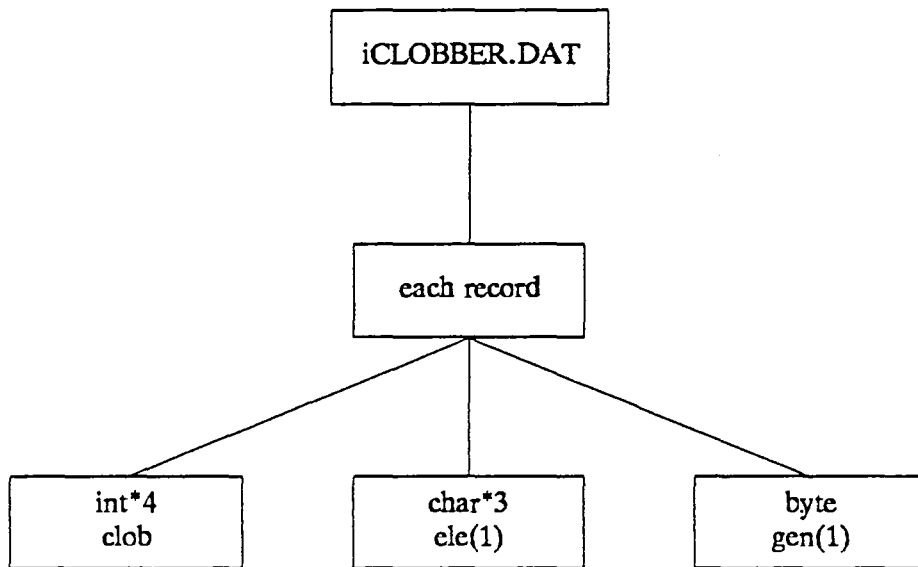 iCLOBBER.DAT
each record
int*4
clob
char*3
ele(1)
byte
gen(1)